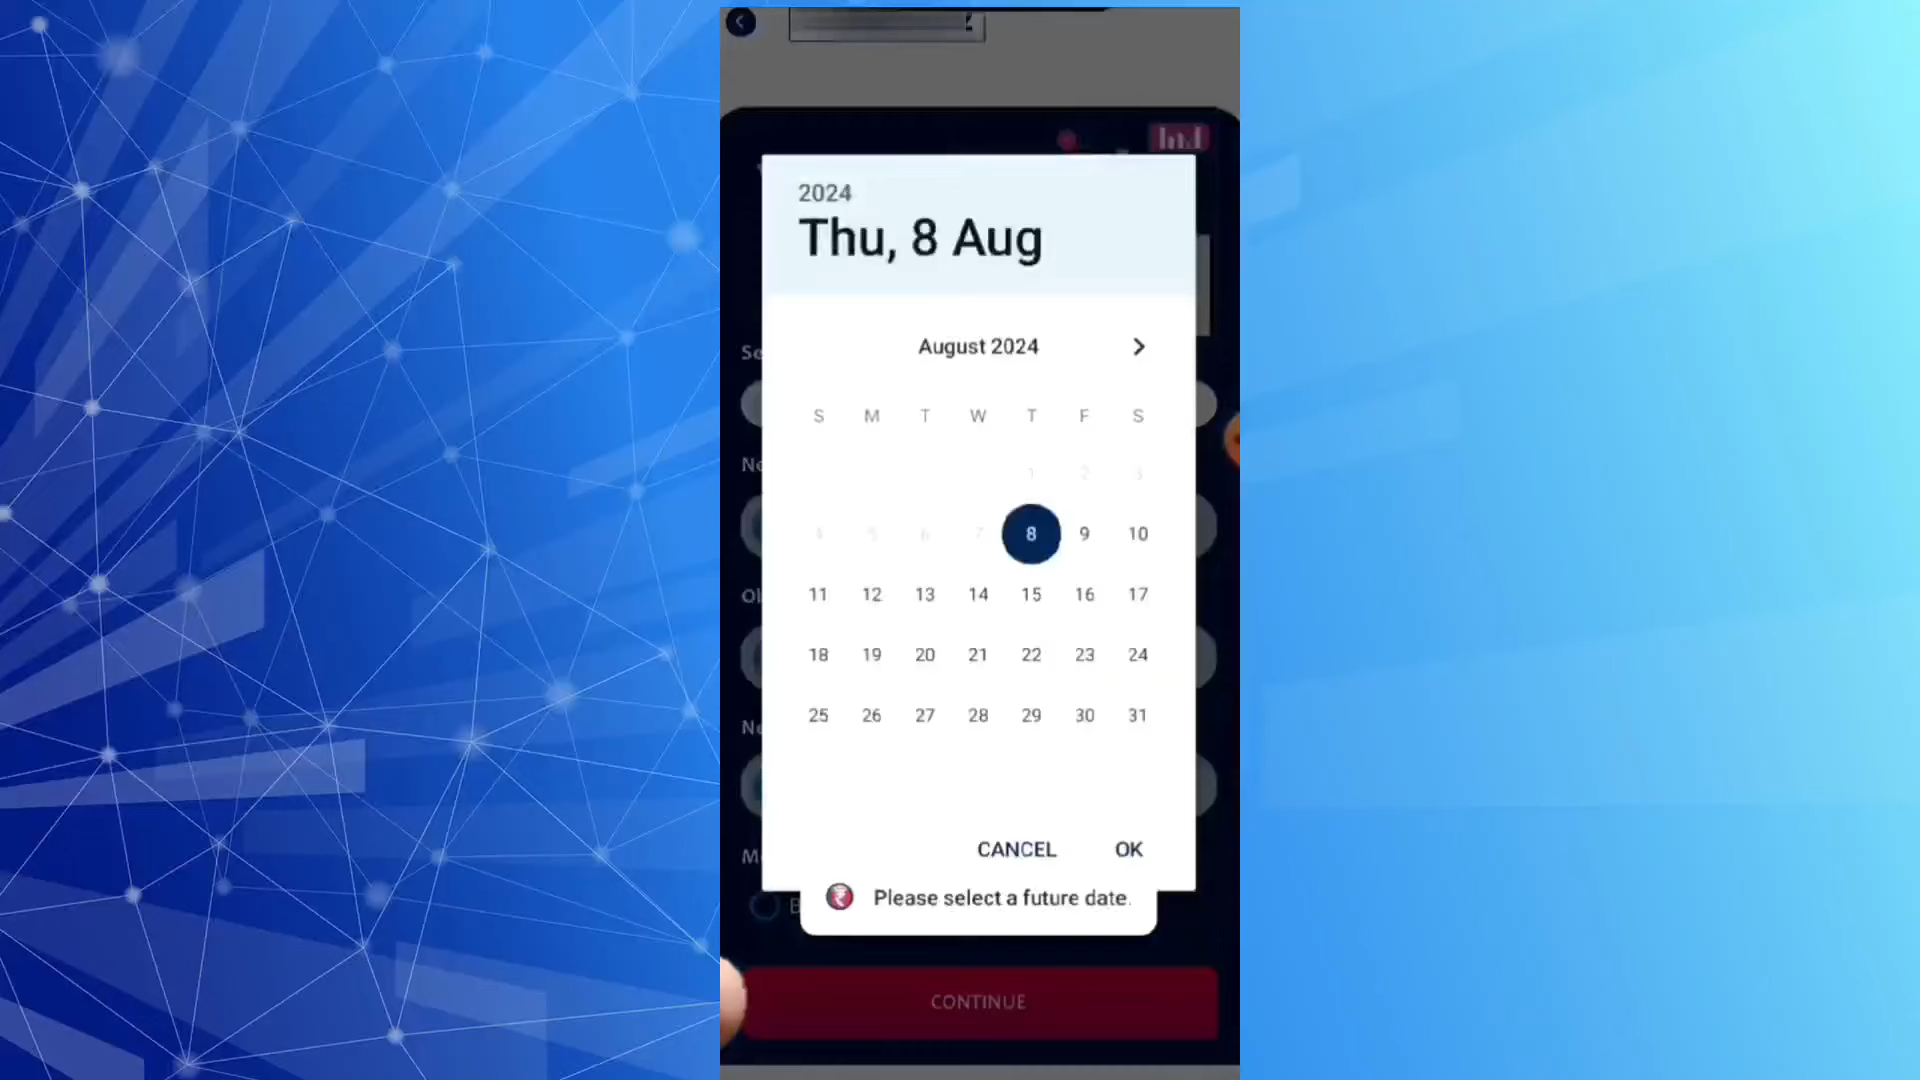 2024
Thu, 8 Aug
August 2024
S M T W T F S
1 2 3
4 5 6 7 8 9 10
11 12 13 14 15 16 17
18 19 20 21 22 23 24
25 26 27 28 29 30 31
CANCEL OK
Please select a future date.
CONTINUE